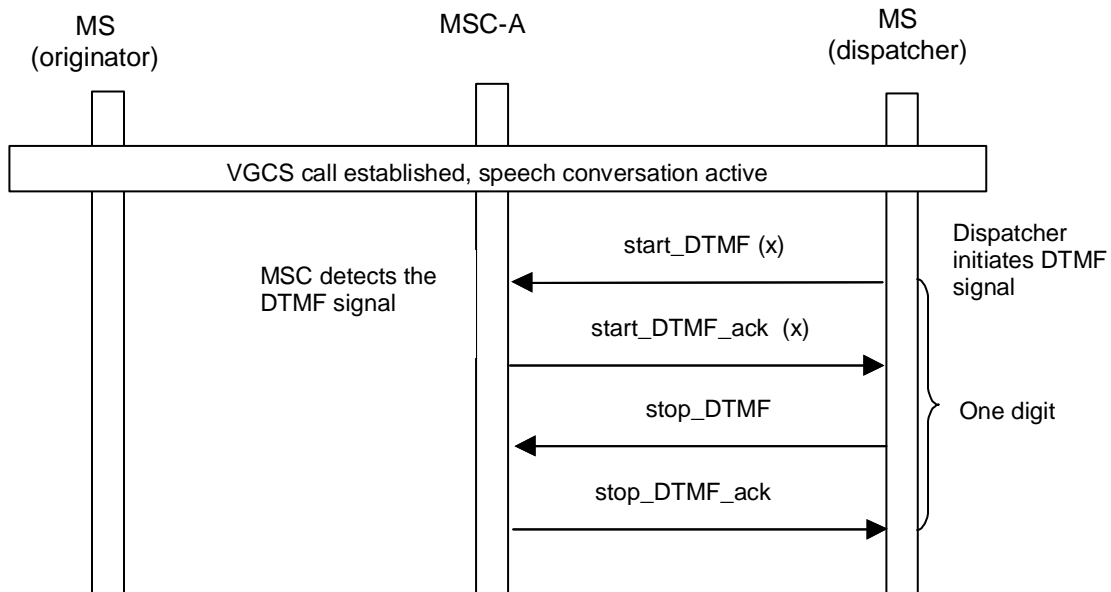 MS
(originator)
MSC-A
MS
(dispatcher)
VGCS call established, speech conversation active
start_DTMF (x)
Dispatcher
initiates DTMF
signal
MSC detects the
DTMF signal
start_DTMF_ack (x)
stop_DTMF
One digit
stop_DTMF_ack